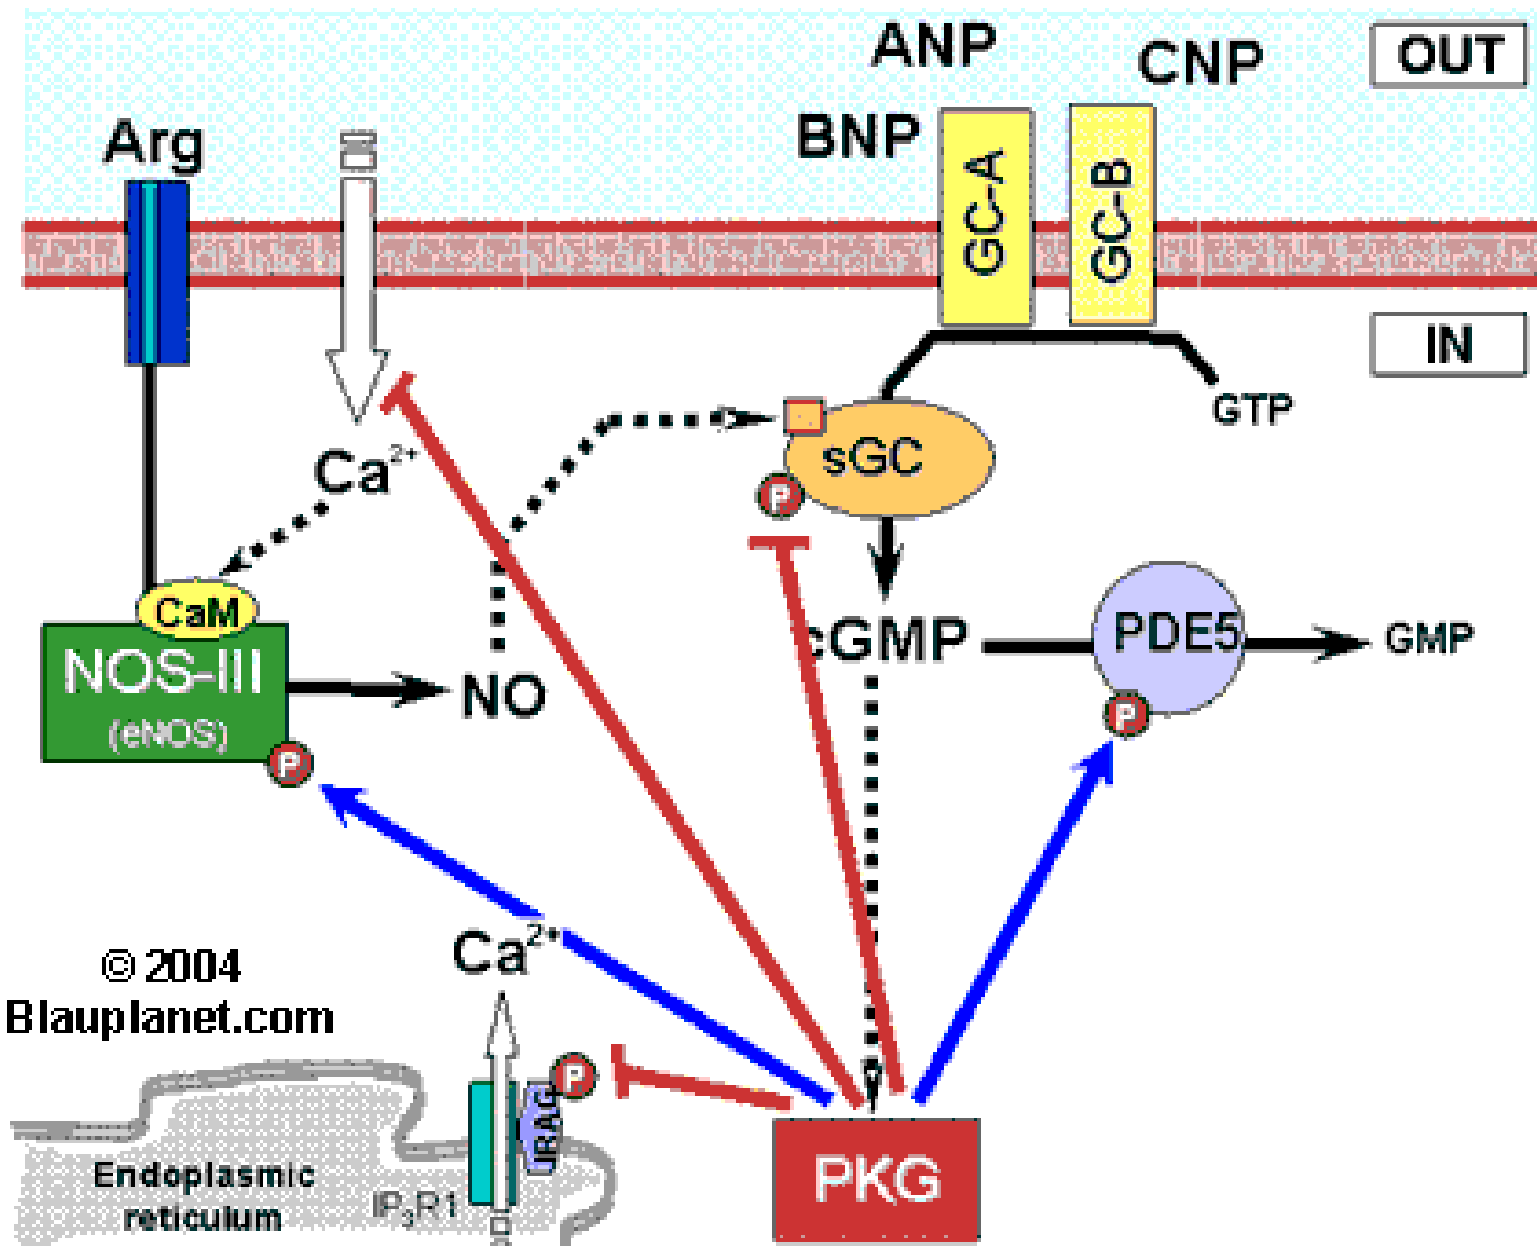 ANP
CNP
OUT
BNP
Arg
GC-A
GC-B
IN
GTP
Ca²⁺
sGC
P
CaM
cGMP
PDE5
GMP
NOS-III
(eNOS)
NO
P
P
Ca²⁺
© 2004
Blauplanet.com
P
IRAG
PKG
Endoplasmic
reticulum
IP₃R1